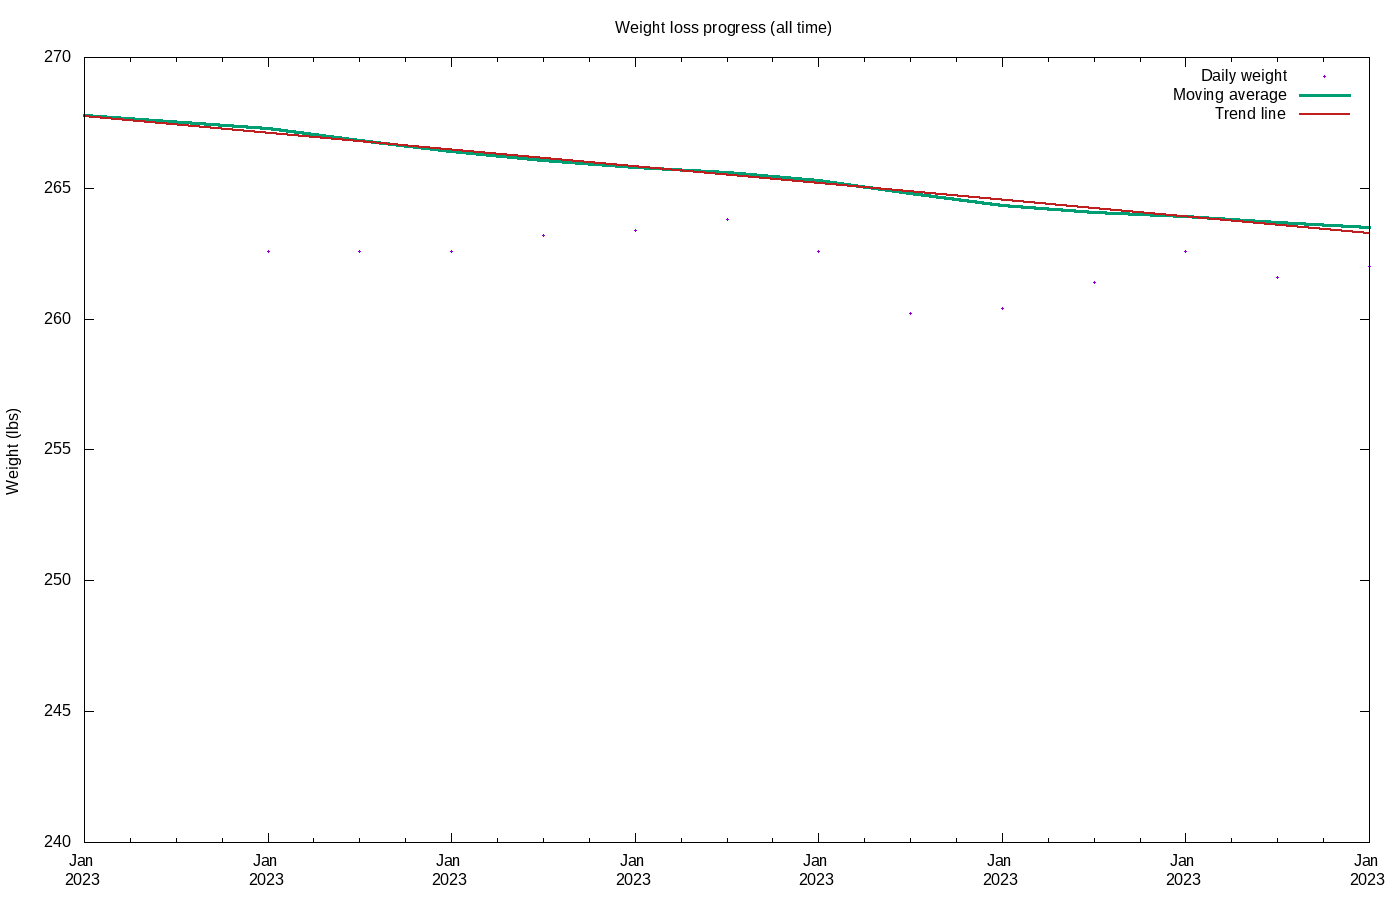 Weight loss progress (all time)
270
265
260
255
250
245
240
Weight (lbs)
Daily weight
Moving average
Trend line
Jan Jan Jan Jan Jan Jan Jan Jan
2023 2023 2023 2023 2023 2023 2023 2023